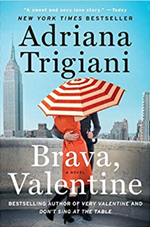 "A sweet and sexy love story." —Today
NEW YORK TIMES BESTSELLER
Adriana
Trigiani
Brava,
A NOVEL
Valentine
BESTSELLING AUTHOR OF VERY VALENTINE AND
DON'T SING AT THE TABLE